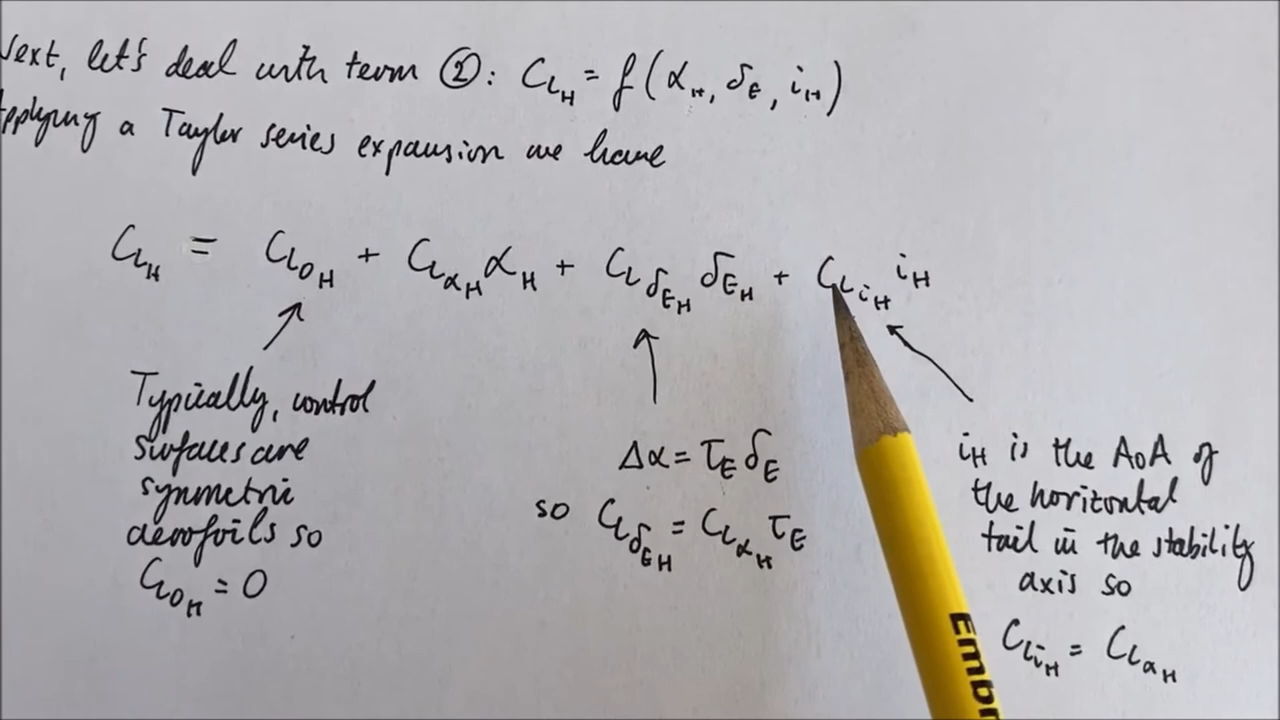 Next, let's deal with term ②: C_{L_H} = f(α_H, δ_E, i_H)
Applying a Taylor series expansion we have
C_{L_H} = C_{L_{0_H}} + C_{L_{α_H}} α_H + C_{L_{δ_{E_H}}} δ_{E_H} + C_{L_{i_H}} i_H
Typically, control
surfaces are
symmetric
aerofoils so
C_{L_{0_H}} = 0
Δα = τ_E δ_E
so C_{L_{δ_{E_H}}} = C_{L_{α_H}} τ_E
i_H is the AoA of
the horizontal
tail in the stability
axis so
C_{L_{i_H}} = C_{L_{α_H}}
Embr